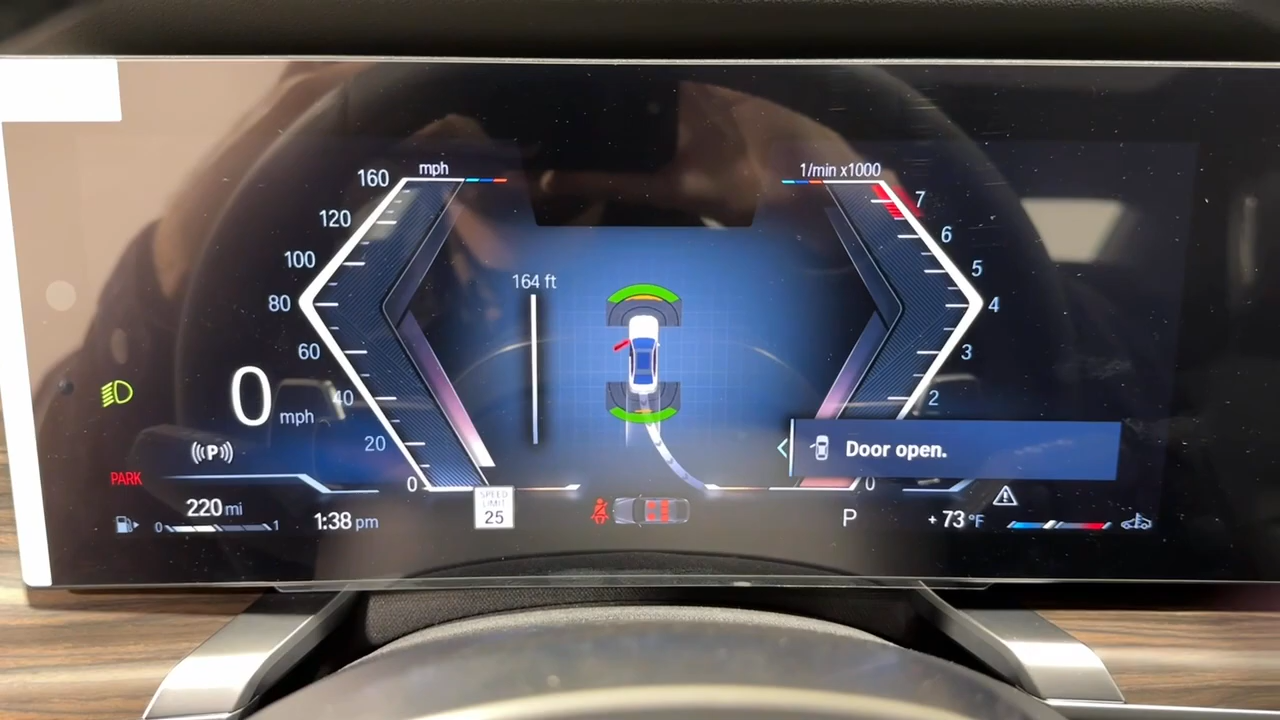 160
mph
120
100
80
60
40
20
0
0
mph
1/min x1000
7
6
5
4
3
2
0
164 ft
Door open.
(P)
PARK
220 mi
0
1
1:38 pm
SPEED
LIMIT
25
P
+ 73 °F